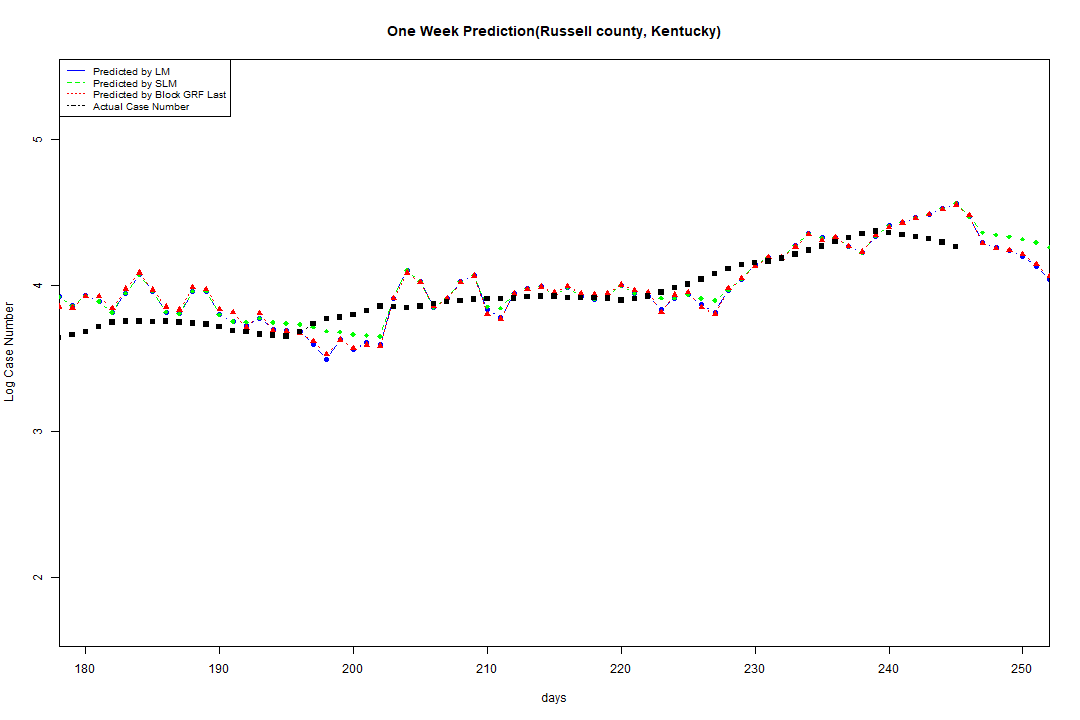 One Week Prediction(Russell county, Kentucky)
Predicted by LM
Predicted by SLM
Predicted by Block GRF Last
Actual Case Number
5
4
3
2
Log Case Number
180 190 200 210 220 230 240 250
days